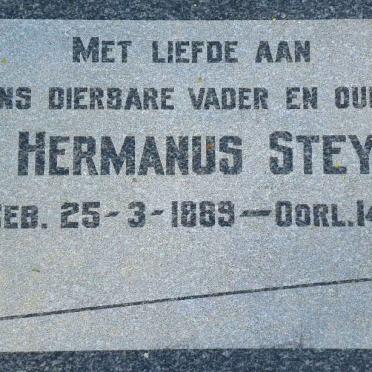 MET LIEFDE AAN
NS DIERBARE VADER EN OU
HERMANUS STEY
EB. 25-3-1889—OORL. 14